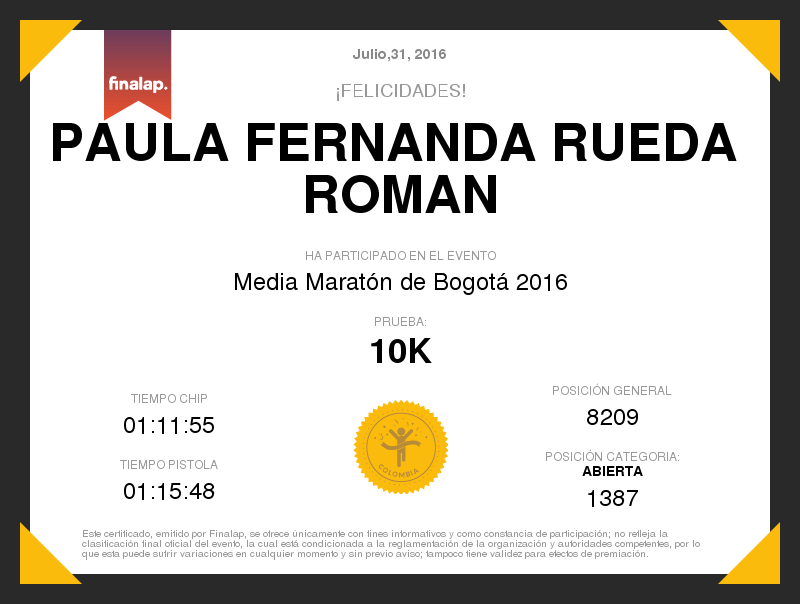 Julio,31, 2016
finalap.
¡FELICIDADES!
PAULA FERNANDA RUEDA
ROMAN
HA PARTICIPADO EN EL EVENTO
Media Maratón de Bogotá 2016
PRUEBA:
10K
TIEMPO CHIP
01:11:55
TIEMPO PISTOLA
01:15:48
COLOMBIA
POSICIÓN GENERAL
8209
POSICIÓN CATEGORIA:
ABIERTA
1387
Este certificado, emitido por Finalap, se ofrece únicamente con fines informativos y como constancia de participación; no refleja la
clasificación final oficial del evento, la cual está condicionada a la reglamentación de la organización y autoridades competentes, por lo
que esta puede sufrir variaciones en cualquier momento y sin previo aviso; tampoco tiene validez para efectos de premiación.